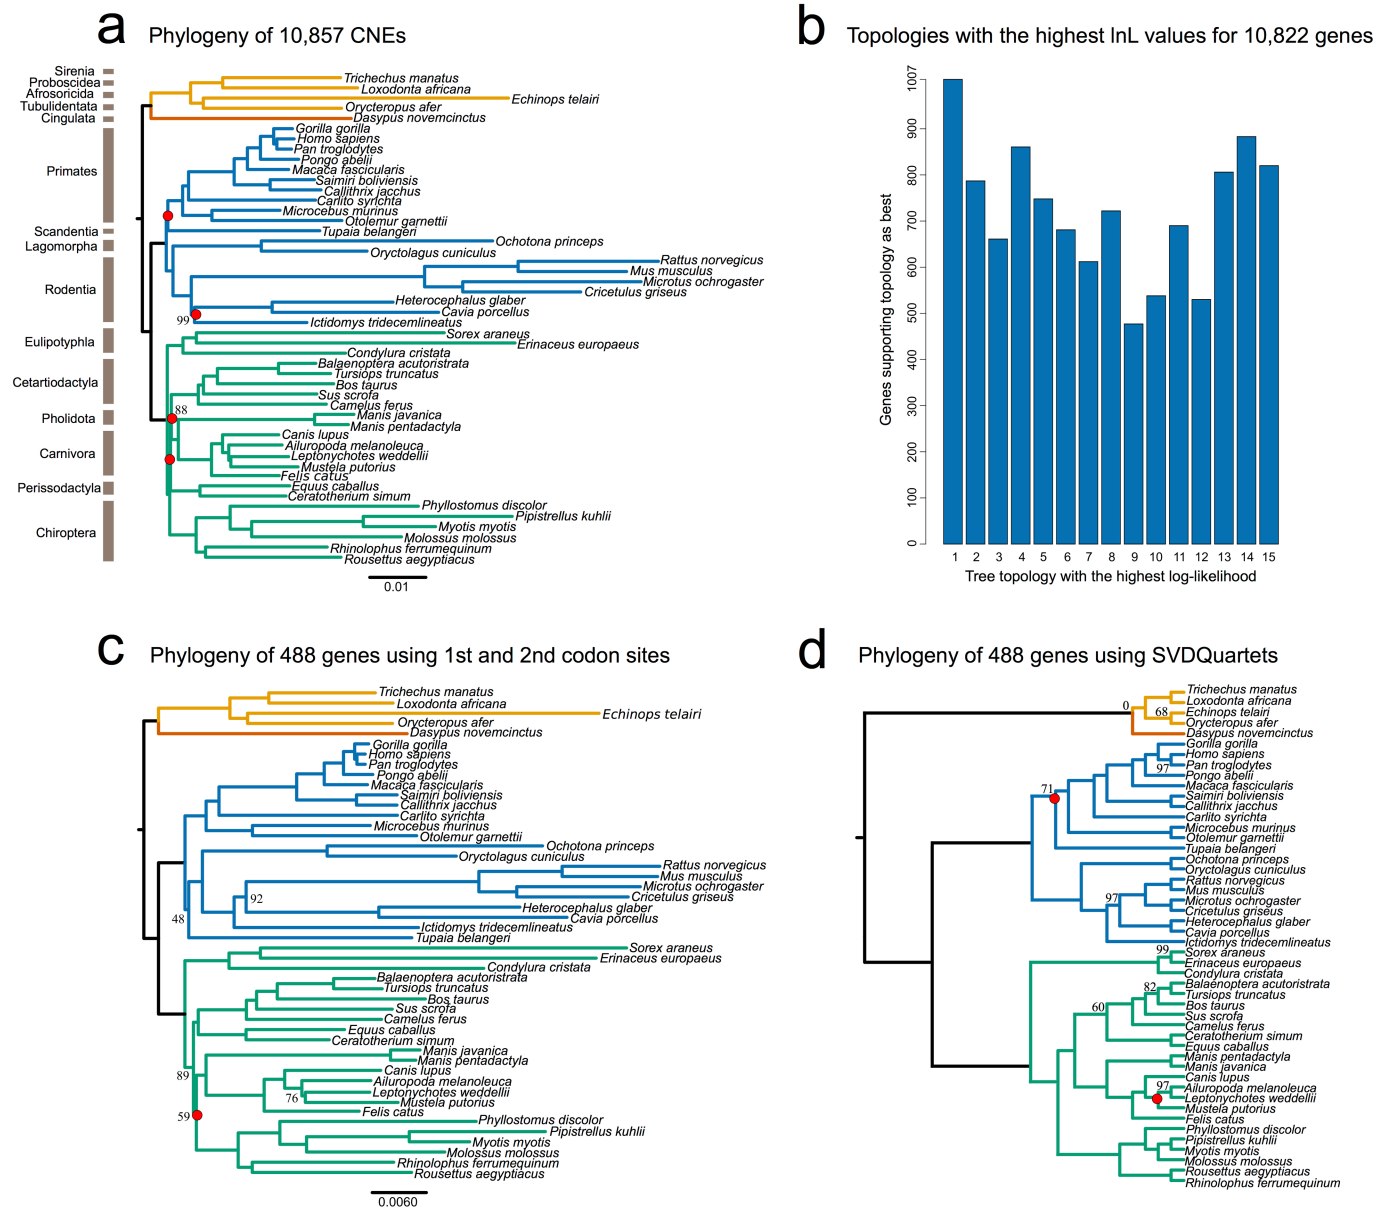 a Phylogeny of 10,857 CNEs
Sirenia
Proboscidea
Afrosoricida
Tubulidentata
Cingulata
Primates
Scandentia
Lagomorpha
Rodentia
Eulipotyphla
Cetartiodactyla
Pholidota
Carnivora
Perissodactyla
Chiroptera
Trichechus manatus
Loxodonta africana
Echinops telairi
Orycteropus afer
Dasypus novemcinctus
Gorilla gorilla
Homo sapiens
Pan troglodytes
Pongo abelii
Macaca fascicularis
Saimiri boliviensis
Callithrix jacchus
Carlito syrichta
Microcebus murinus
Otolemur garnettii
Tupaia belangeri
Ochotona princeps
Oryctolagus cuniculus
Rattus norvegicus
Mus musculus
Microtus ochrogaster
Cricetulus griseus
Heterocephalus glaber
Cavia porcellus
99
Ictidomys tridecemlineatus
Sorex araneus
Erinaceus europaeus
Condylura cristata
Balaenoptera acutoristrata
Tursiops truncatus
Bos taurus
Sus scrofa
Camelus ferus
88
Manis javanica
Manis pentadactyla
Canis lupus
Ailuropoda melanoleuca
Leptonychotes weddellii
Mustela putorius
Felis catus
Equus caballus
Ceratotherium simum
Phyllostomus discolor
Pipistrellus kuhlii
Myotis myotis
Molossus molossus
Rhinolophus ferrumequinum
Rousettus aegyptiacus
0.01
b Topologies with the highest lnL values for 10,822 genes
Genes supporting topology as best
1007
900
800
700
600
500
400
300
200
100
0
1 2 3 4 5 6 7 8 9 10 11 12 13 14 15
Tree topology with the highest log-likelihood
c Phylogeny of 488 genes using 1st and 2nd codon sites
Trichechus manatus
Loxodonta africana
Echinops telairi
Orycteropus afer
Dasypus novemcinctus
Gorilla gorilla
Homo sapiens
Pan troglodytes
Pongo abelii
Macaca fascicularis
Saimiri boliviensis
Callithrix jacchus
Carlito syrichta
Microcebus murinus
Otolemur garnettii
Ochotona princeps
Oryctolagus cuniculus
Rattus norvegicus
Mus musculus
Microtus ochrogaster
Cricetulus griseus
92
Heterocephalus glaber
Cavia porcellus
48
Ictidomys tridecemlineatus
Tupaia belangeri
Sorex araneus
Erinaceus europaeus
Condylura cristata
Balaenoptera acutoristrata
Tursiops truncatus
Bos taurus
Sus scrofa
Camelus ferus
Equus caballus
Ceratotherium simum
Manis javanica
Manis pentadactyla
Canis lupus
89
Ailuropoda melanoleuca
Leptonychotes weddellii
76
Mustela putorius
Felis catus
59
Phyllostomus discolor
Pipistrellus kuhlii
Myotis myotis
Molossus molossus
Rhinolophus ferrumequinum
Rousettus aegyptiacus
0.0060
d Phylogeny of 488 genes using SVDQuartets
Trichechus manatus
Loxodonta africana
0
68
Echinops telairi
Orycteropus afer
Dasypus novemcinctus
Gorilla gorilla
Homo sapiens
Pan troglodytes
97
Pongo abelii
Macaca fascicularis
71
Saimiri boliviensis
Callithrix jacchus
Carlito syrichta
Microcebus murinus
Otolemur garnettii
Tupaia belangeri
Ochotona princeps
Oryctolagus cuniculus
Rattus norvegicus
Mus musculus
97
Microtus ochrogaster
Cricetulus griseus
Heterocephalus glaber
Cavia porcellus
Ictidomys tridecemlineatus
99
Sorex araneus
Erinaceus europaeus
Condylura cristata
82
Balaenoptera acutoristrata
Tursiops truncatus
60
Bos taurus
Sus scrofa
Camelus ferus
Ceratotherium simum
Equus caballus
Manis pentadactyla
Manis javanica
Canis lupus
97
Ailuropoda melanoleuca
Leptonychotes weddellii
Mustela putorius
Felis catus
Phyllostomus discolor
Pipistrellus kuhlii
Myotis myotis
Molossus molossus
Rousettus aegyptiacus
Rhinolophus ferrumequinum